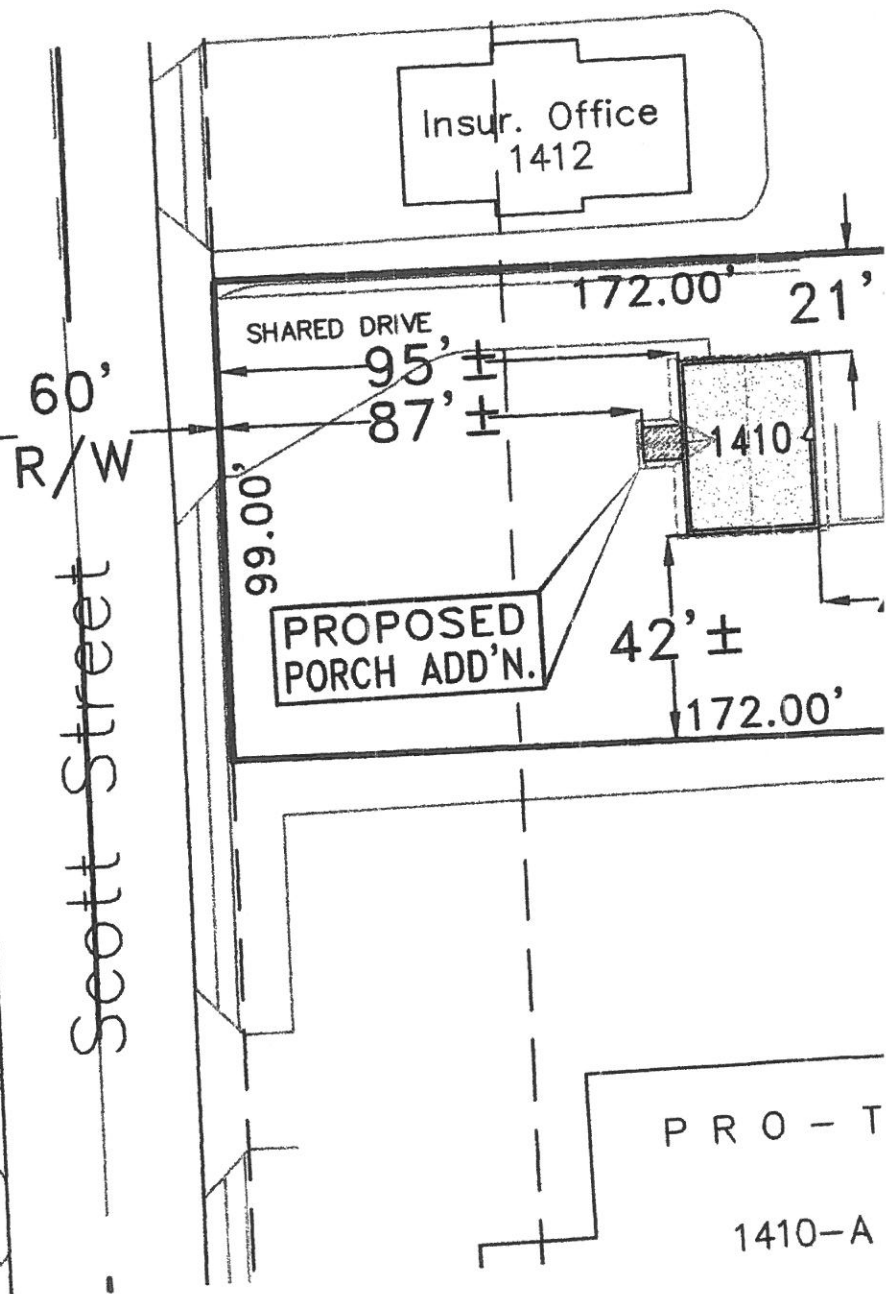 Insur. Office
1412
172.00'
21'
SHARED DRIVE
95'±
87'±
60'
R/W
1410
99.00'
PROPOSED
PORCH ADD'N.
42'±
172.00'
Scott Street
PRO-T
1410-A